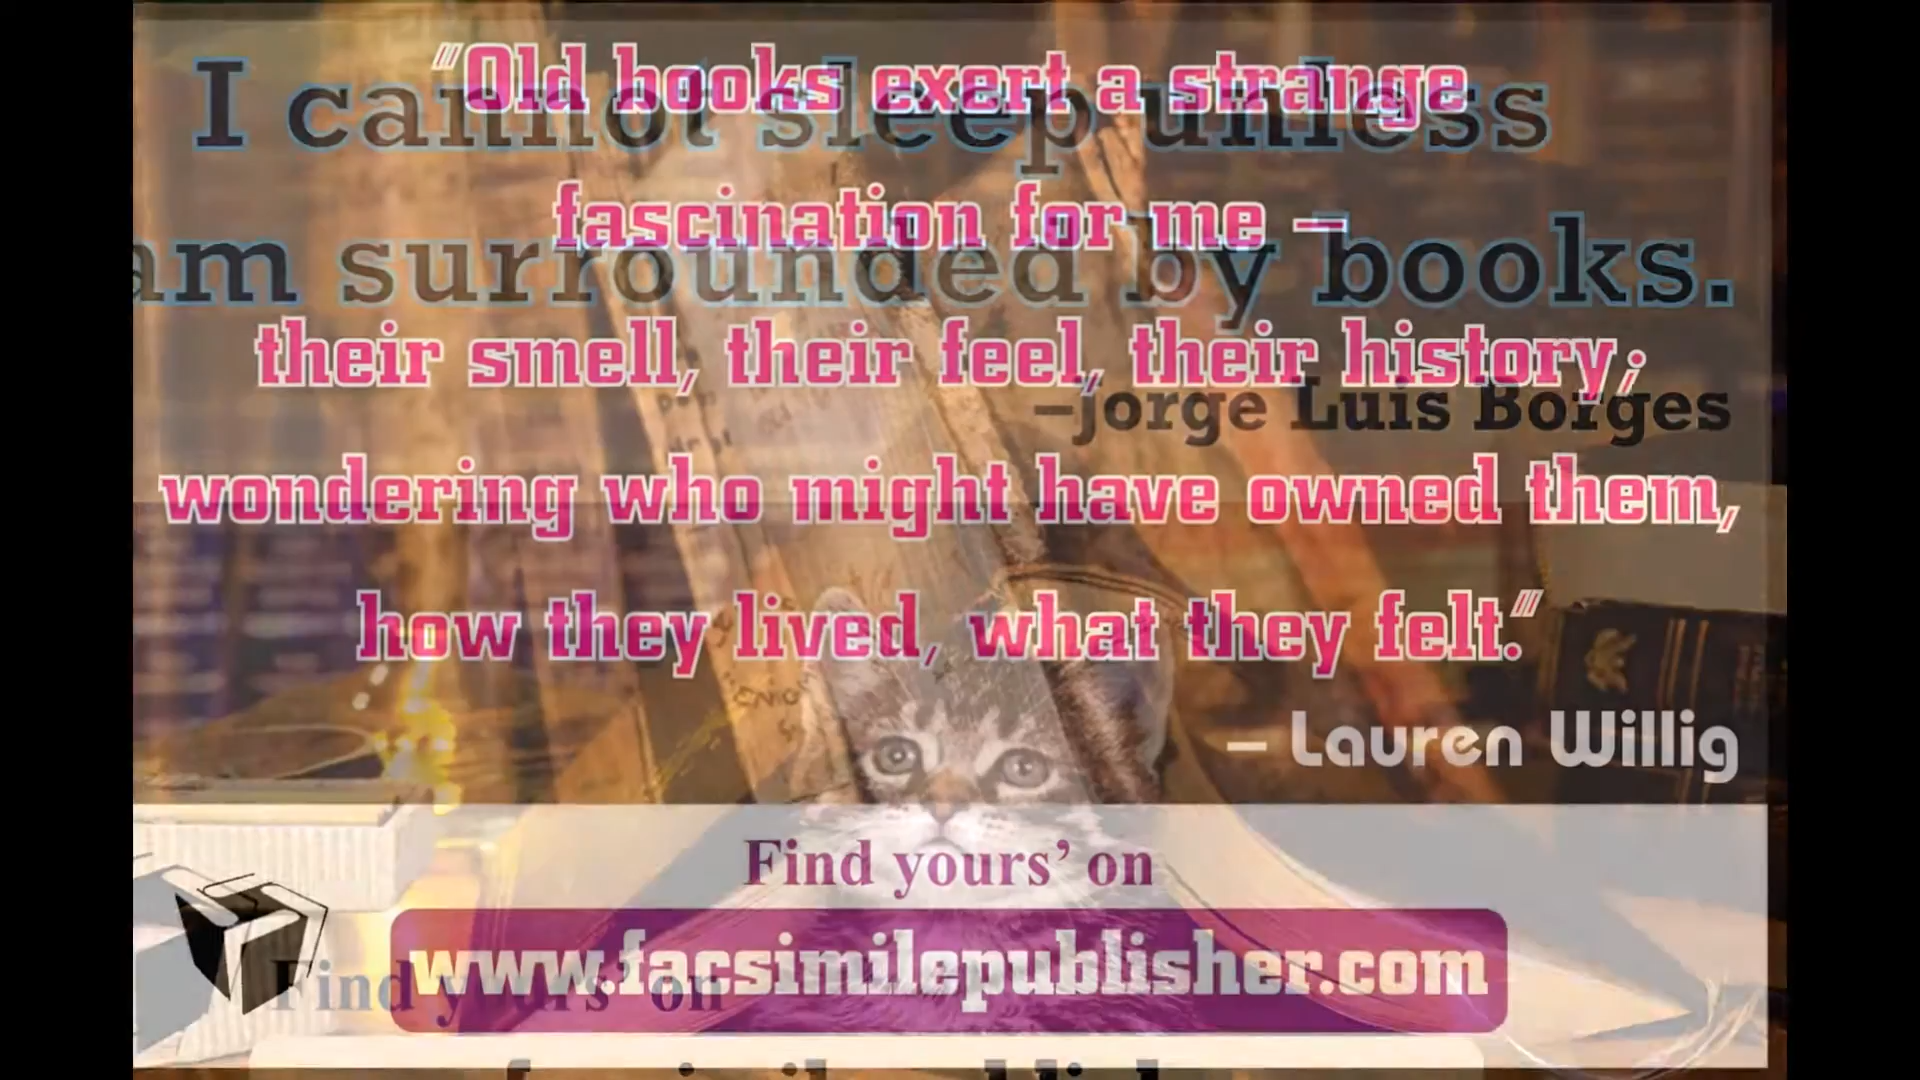 "Old books exert a strange
fascination for me –
their smell, their feel, their history;
wondering who might have owned them,
how they lived, what they felt."
– Lauren Willig
Find yours' on
www.facsimilepublisher.com
I cannot sleep unless
am surrounded by books.
–Jorge Luis Borges
Find yours' on